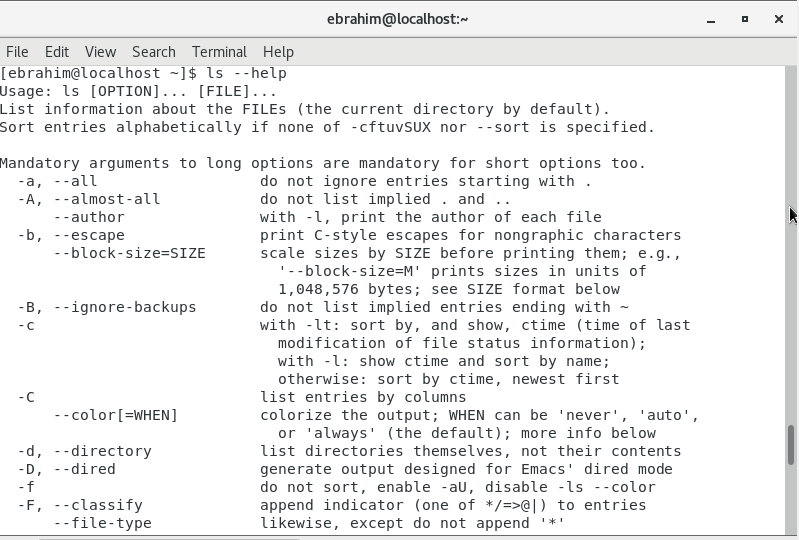 ebrahim@localhost:~
File Edit View Search Terminal Help
[ebrahim@localhost ~]$ ls --help
Usage: ls [OPTION]... [FILE]...
List information about the FILEs (the current directory by default).
Sort entries alphabetically if none of -cftuvSUX nor --sort is specified.

Mandatory arguments to long options are mandatory for short options too.
  -a, --all                  do not ignore entries starting with .
  -A, --almost-all           do not list implied . and ..
      --author               with -l, print the author of each file
  -b, --escape               print C-style escapes for nongraphic characters
      --block-size=SIZE      scale sizes by SIZE before printing them; e.g.,
                               '--block-size=M' prints sizes in units of
                               1,048,576 bytes; see SIZE format below
  -B, --ignore-backups       do not list implied entries ending with ~
  -c                         with -lt: sort by, and show, ctime (time of last
                               modification of file status information);
                               with -l: show ctime and sort by name;
                               otherwise: sort by ctime, newest first
  -C                         list entries by columns
      --color[=WHEN]         colorize the output; WHEN can be 'never', 'auto',
                               or 'always' (the default); more info below
  -d, --directory            list directories themselves, not their contents
  -D, --dired                generate output designed for Emacs' dired mode
  -f                         do not sort, enable -aU, disable -ls --color
  -F, --classify             append indicator (one of */=>@|) to entries
      --file-type            likewise, except do not append '*'